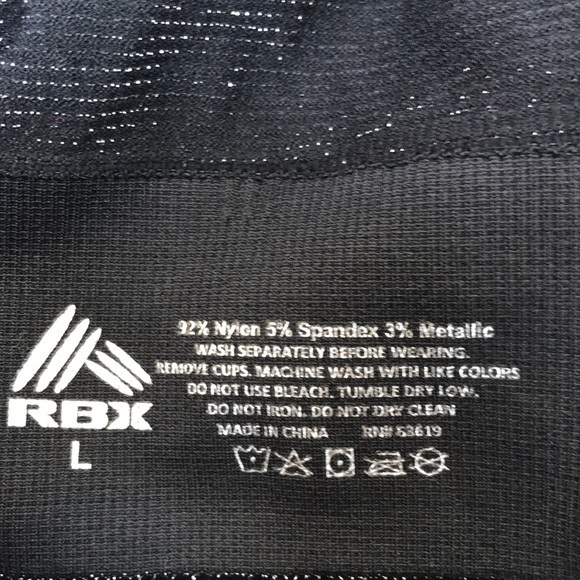 92% Nylon 5% Spandex 3% Metallic
WASH SEPARATELY BEFORE WEARING.
REMOVE CUPS. MACHINE WASH WITH LIKE COLORS
DO NOT USE BLEACH. TUMBLE DRY LOW.
DO NOT IRON. DO NOT DRY CLEAN
MADE IN CHINA RN# 63619
RBX
L